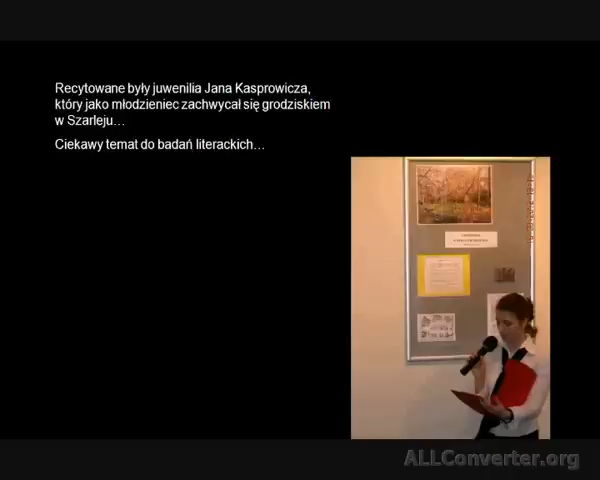 Recytowane były juwenilia Jana Kasprowicza,
który jako młodzieniec zachwycał się grodziskiem
w Szarleju…
Ciekawy temat do badań literackich…
ALLConverter.org